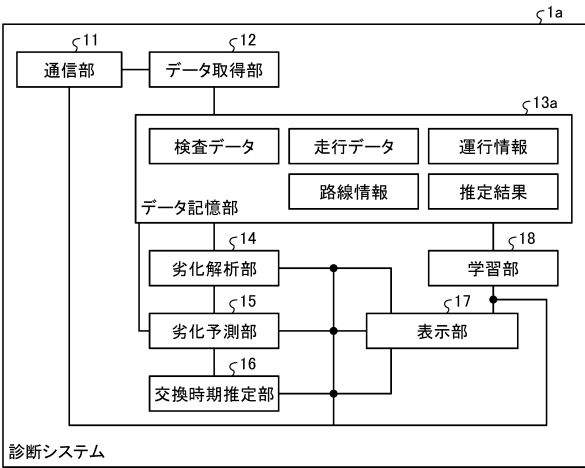 1a
11
通信部
12
データ取得部
13a
検査データ
走行データ
運行情報
路線情報
推定結果
データ記憶部
14
劣化解析部
18
学習部
15
劣化予測部
17
表示部
16
交換時期推定部
診断システム